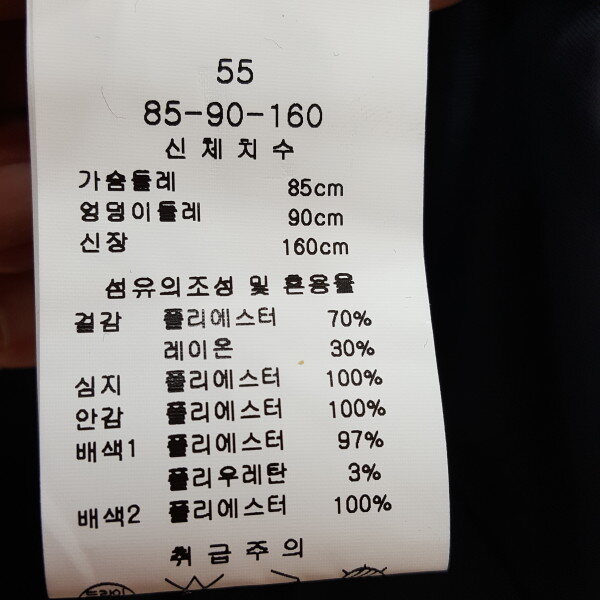 55
85-90-160
신체치수
가슴둘레 85cm
엉덩이둘레 90cm
신장 160cm
섬유의조성 및 혼용율
겉감 폴리에스터 70%
레이온 30%
심지 폴리에스터 100%
안감 폴리에스터 100%
배색1 폴리에스터 97%
폴리우레탄 3%
배색2 폴리에스터 100%
취급주의